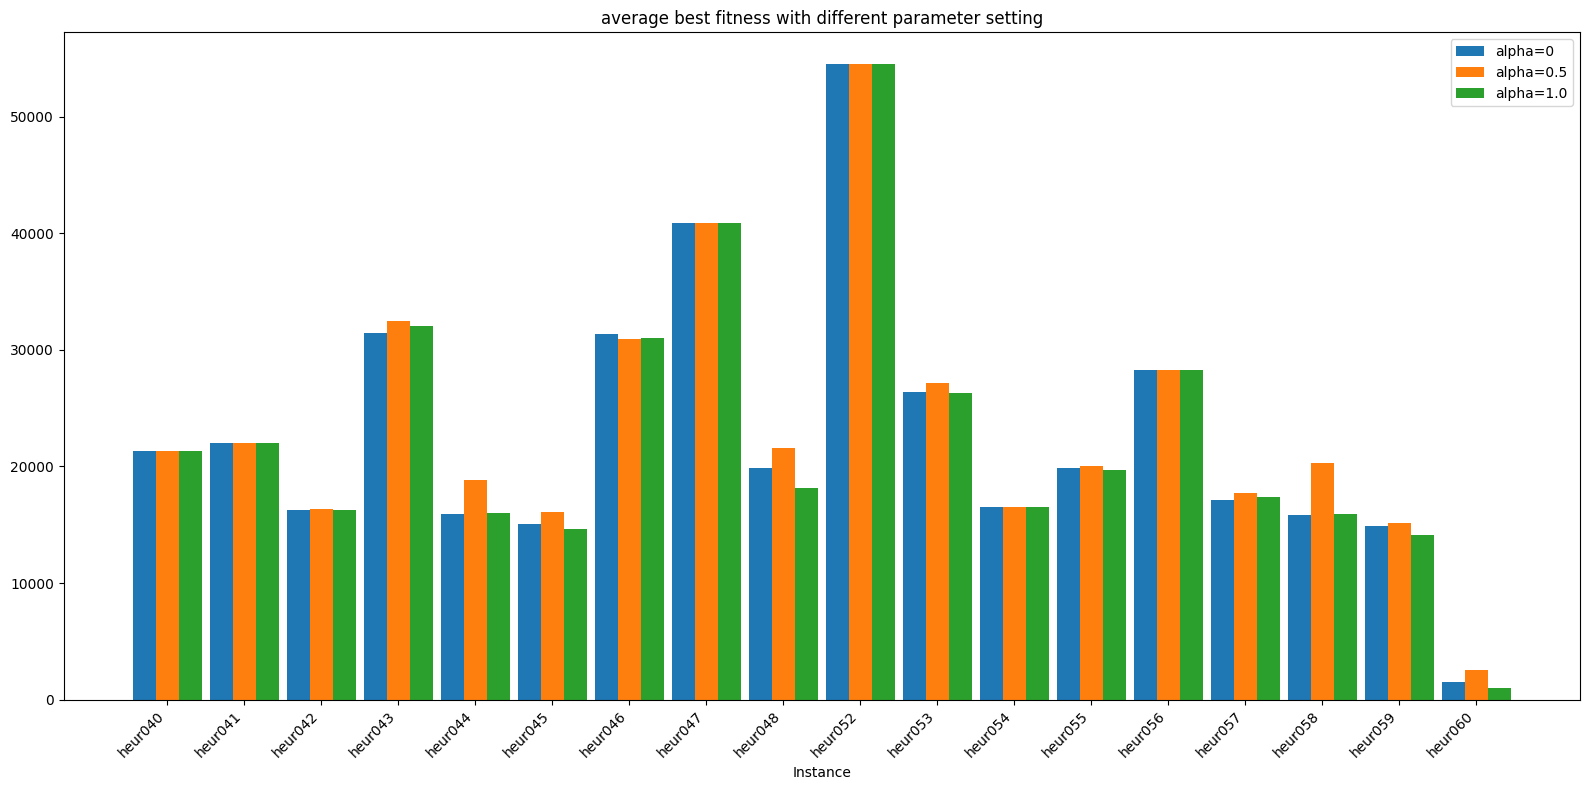 average best fitness with different parameter setting
alpha=0
alpha=0.5
alpha=1.0
50000
40000
30000
20000
10000
0
heur040
heur041
heur042
heur043
heur044
heur045
heur046
heur047
heur048
heur052
heur053
heur054
heur055
heur056
heur057
heur058
heur059
heur060
Instance